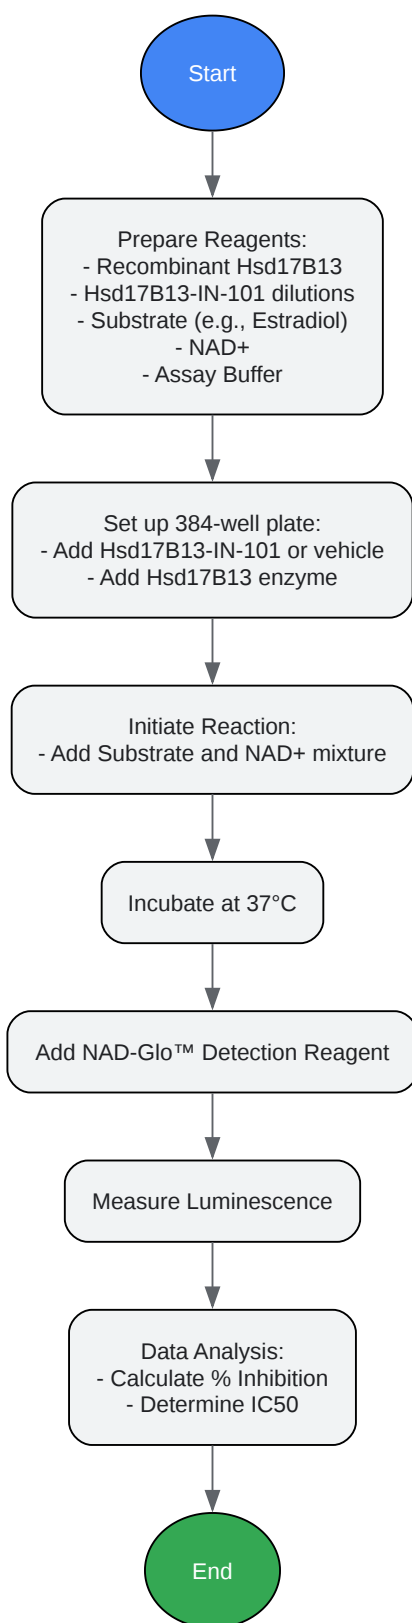 Start
Prepare Reagents:
- Recombinant Hsd17B13
- Hsd17B13-IN-101 dilutions
- Substrate (e.g., Estradiol)
- NAD+
- Assay Buffer
Set up 384-well plate:
- Add Hsd17B13-IN-101 or vehicle
- Add Hsd17B13 enzyme
Initiate Reaction:
- Add Substrate and NAD+ mixture
Incubate at 37°C
Add NAD-Glo™ Detection Reagent
Measure Luminescence
Data Analysis:
- Calculate % Inhibition
- Determine IC50
End